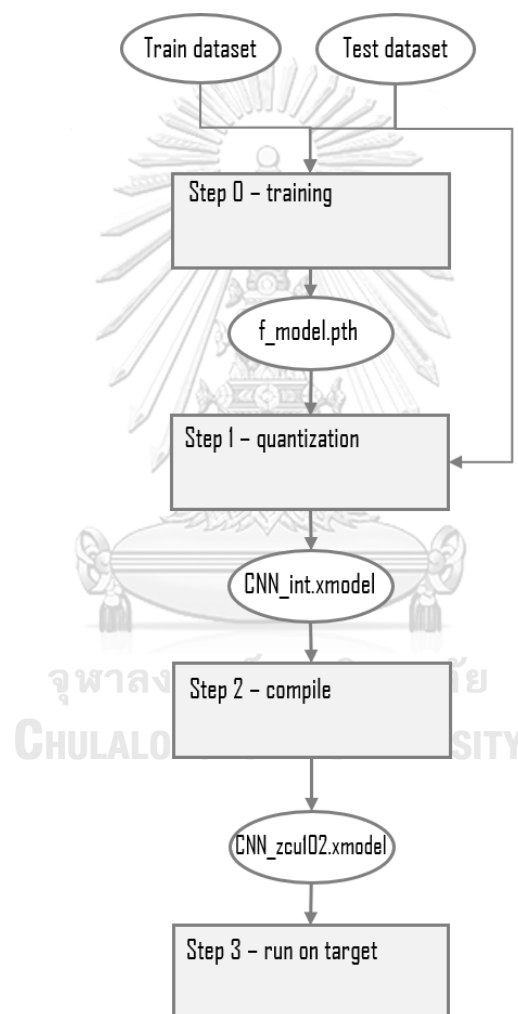 Train dataset
Test dataset
Step 0 – training
f_model.pth
Step 1 – quantization
CNN_int.xmodel
Step 2 – compile
CNN_zcu102.xmodel
Step 3 – run on target